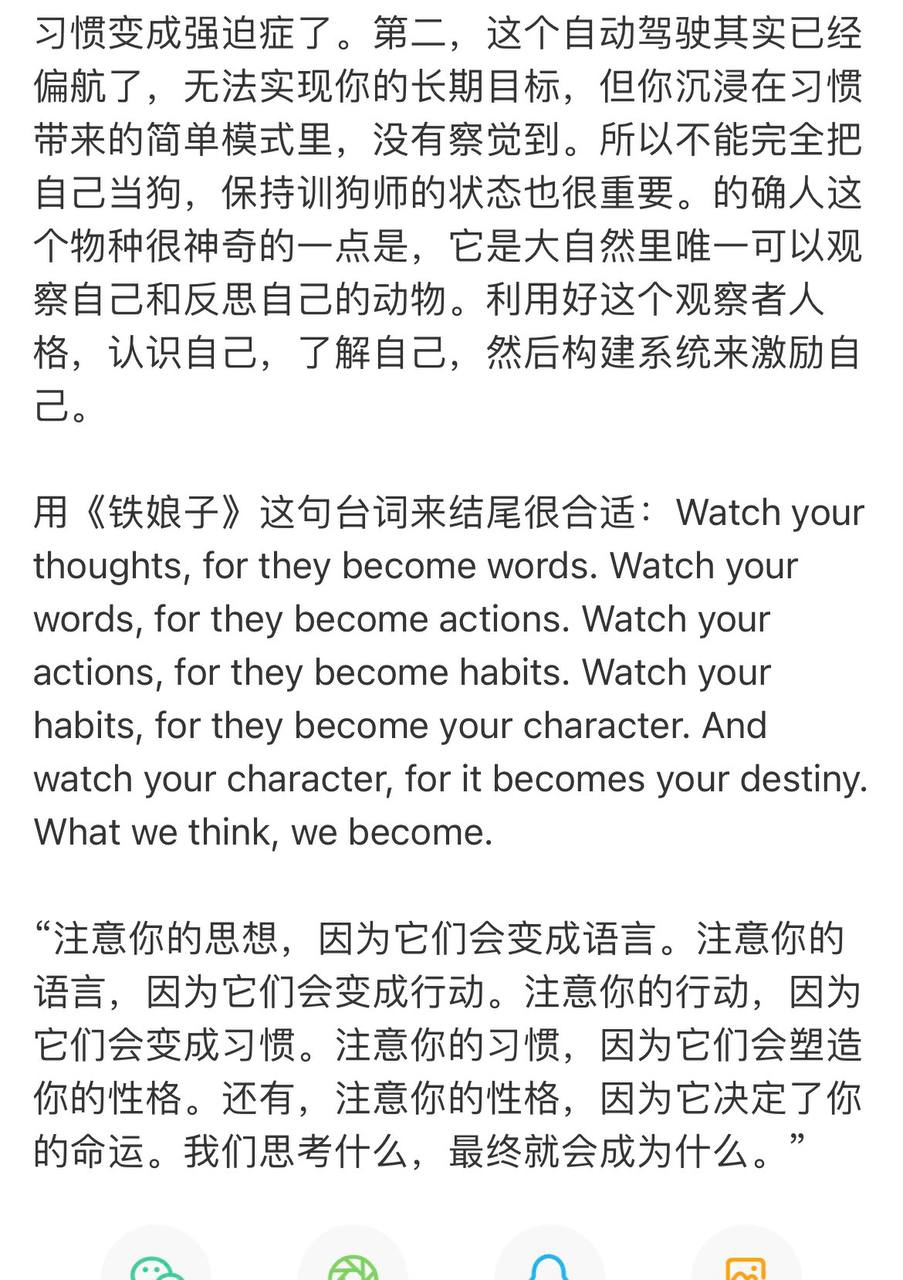 习惯变成强迫症了。第二，这个自动驾驶其实已经
偏航了，无法实现你的长期目标，但你沉浸在习惯
带来的简单模式里，没有察觉到。所以不能完全把
自己当狗，保持训狗师的状态也很重要。的确人这
个物种很神奇的一点是，它是大自然里唯一可以观
察自己和反思自己的动物。利用好这个观察者人
格，认识自己，了解自己，然后构建系统来激励自
己。
用《铁娘子》这句台词来结尾很合适：Watch your
thoughts, for they become words. Watch your
words, for they become actions. Watch your
actions, for they become habits. Watch your
habits, for they become your character. And
watch your character, for it becomes your destiny.
What we think, we become.
“注意你的思想，因为它们会变成语言。注意你的
语言，因为它们会变成行动。注意你的行动，因为
它们会变成习惯。注意你的习惯，因为它们会塑造
你的性格。还有，注意你的性格，因为它决定了你
的命运。我们思考什么，最终就会成为什么。”